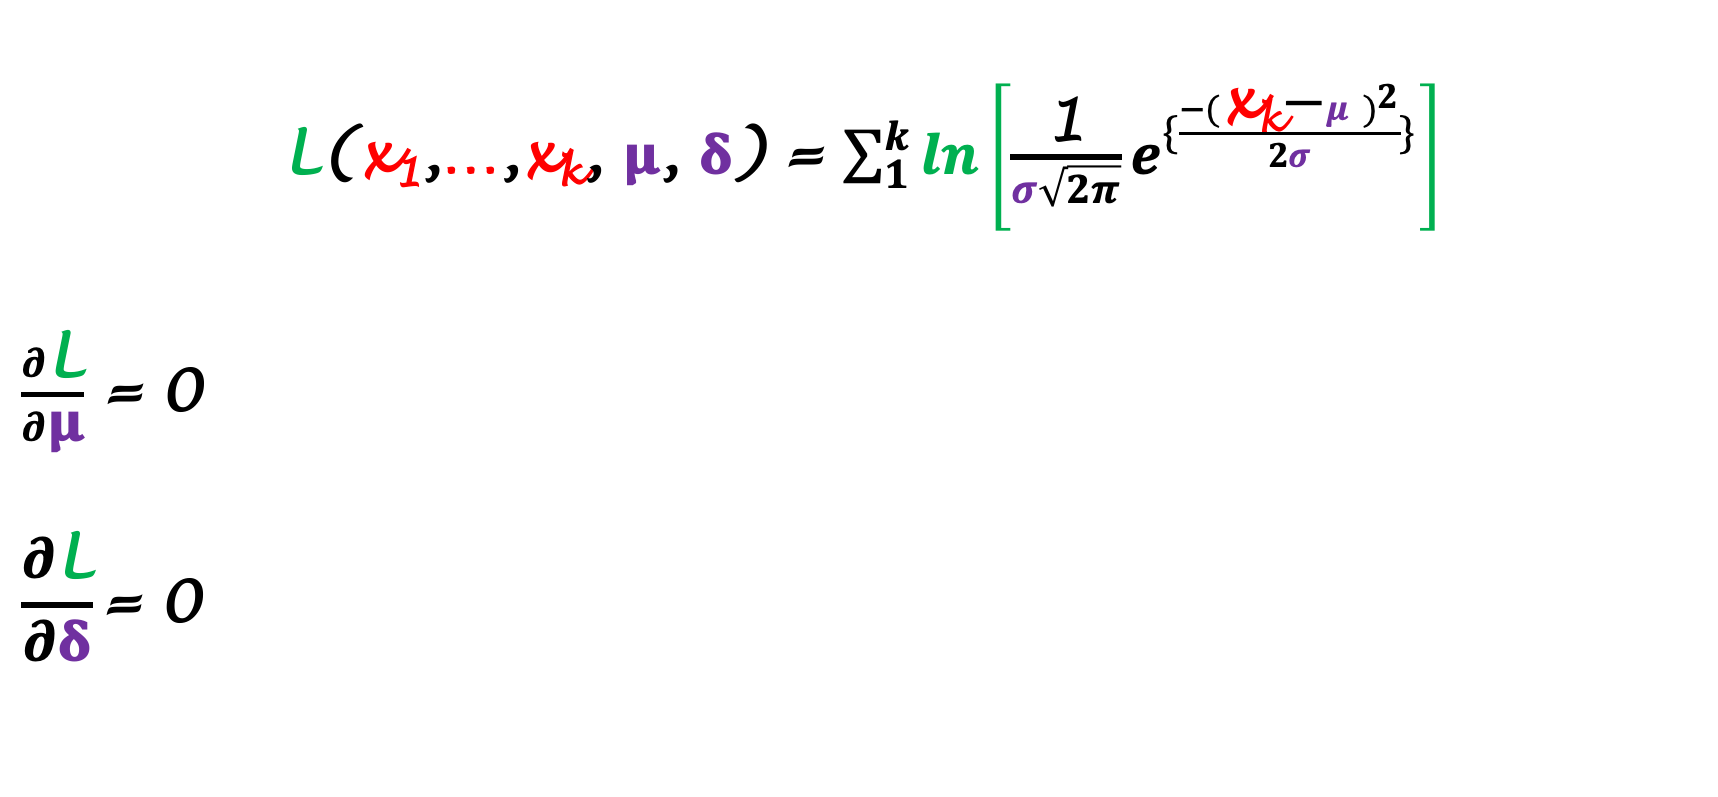 L(x₁,...,xₖ, μ, δ) = ∑₁ᵏ ln [ 1/(σ√2π) e^{−(xₖ−μ)²/2σ} ]
∂L/∂μ = 0
∂L/∂δ = 0